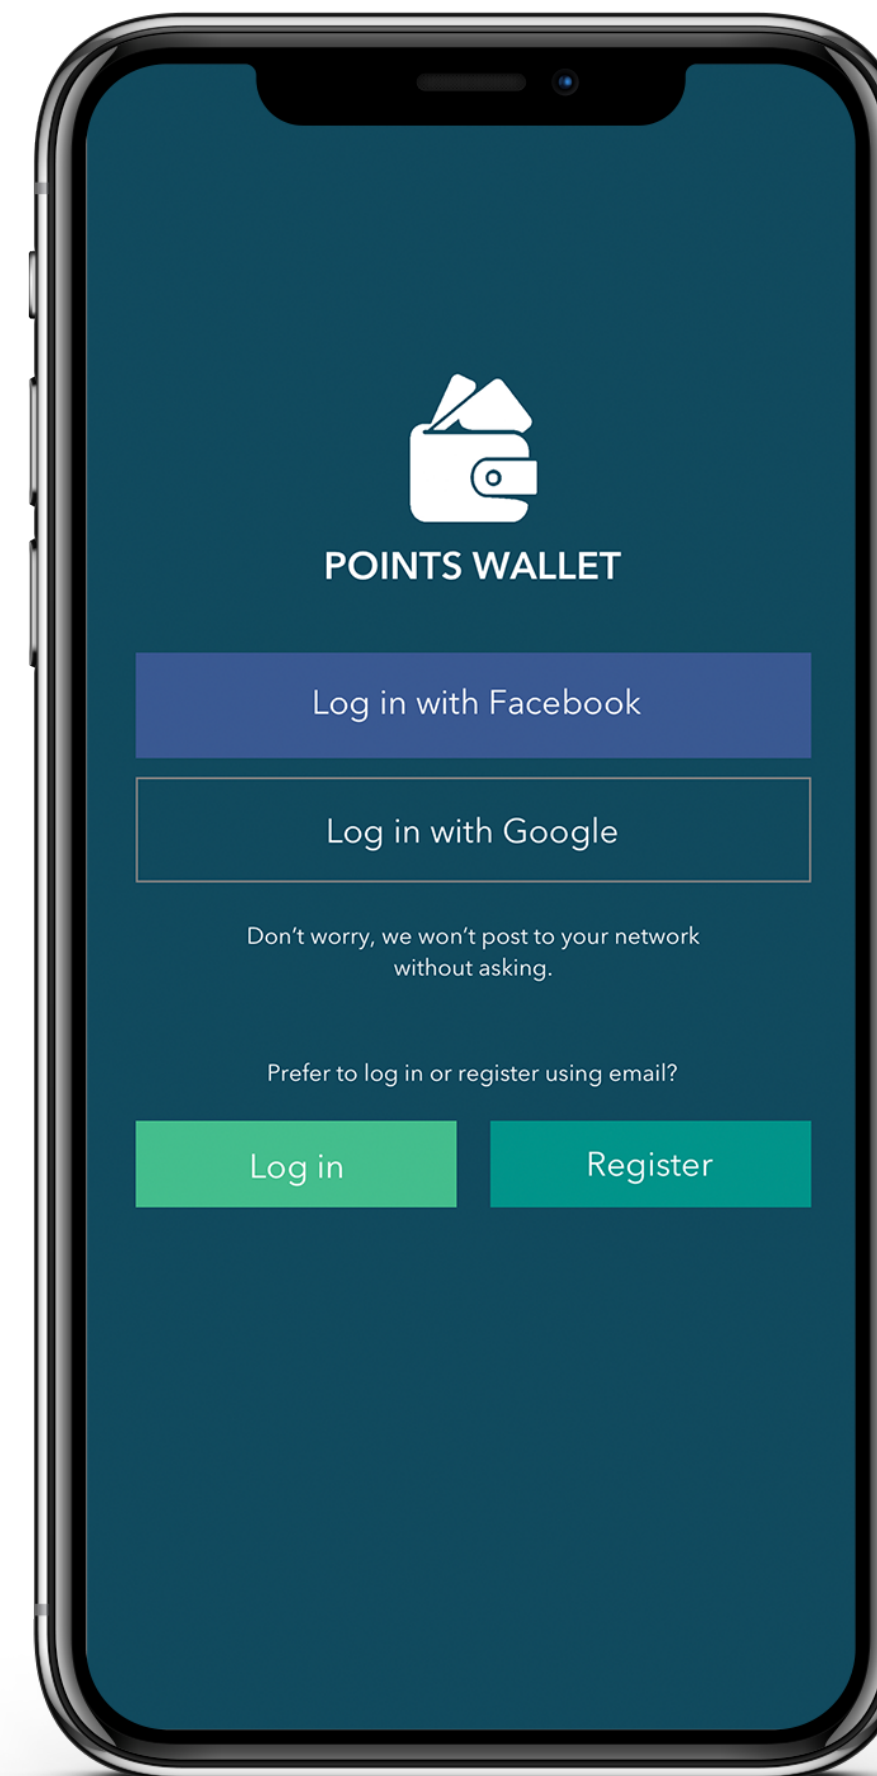 POINTS WALLET
Log in with Facebook
Log in with Google
Don’t worry, we won’t post to your network
without asking.
Prefer to log in or register using email?
Log in
Register